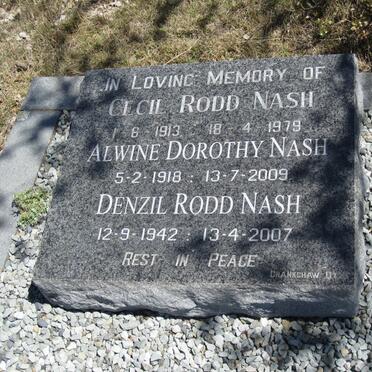 IN LOVING MEMORY OF
CECIL RODD NASH
1-6-1913 : 18-4-1979
ALWINE DOROTHY NASH
5-2-1918 : 13-7-2009
DENZIL RODD NASH
12-9-1942 : 13-4-2007
REST IN PEACE